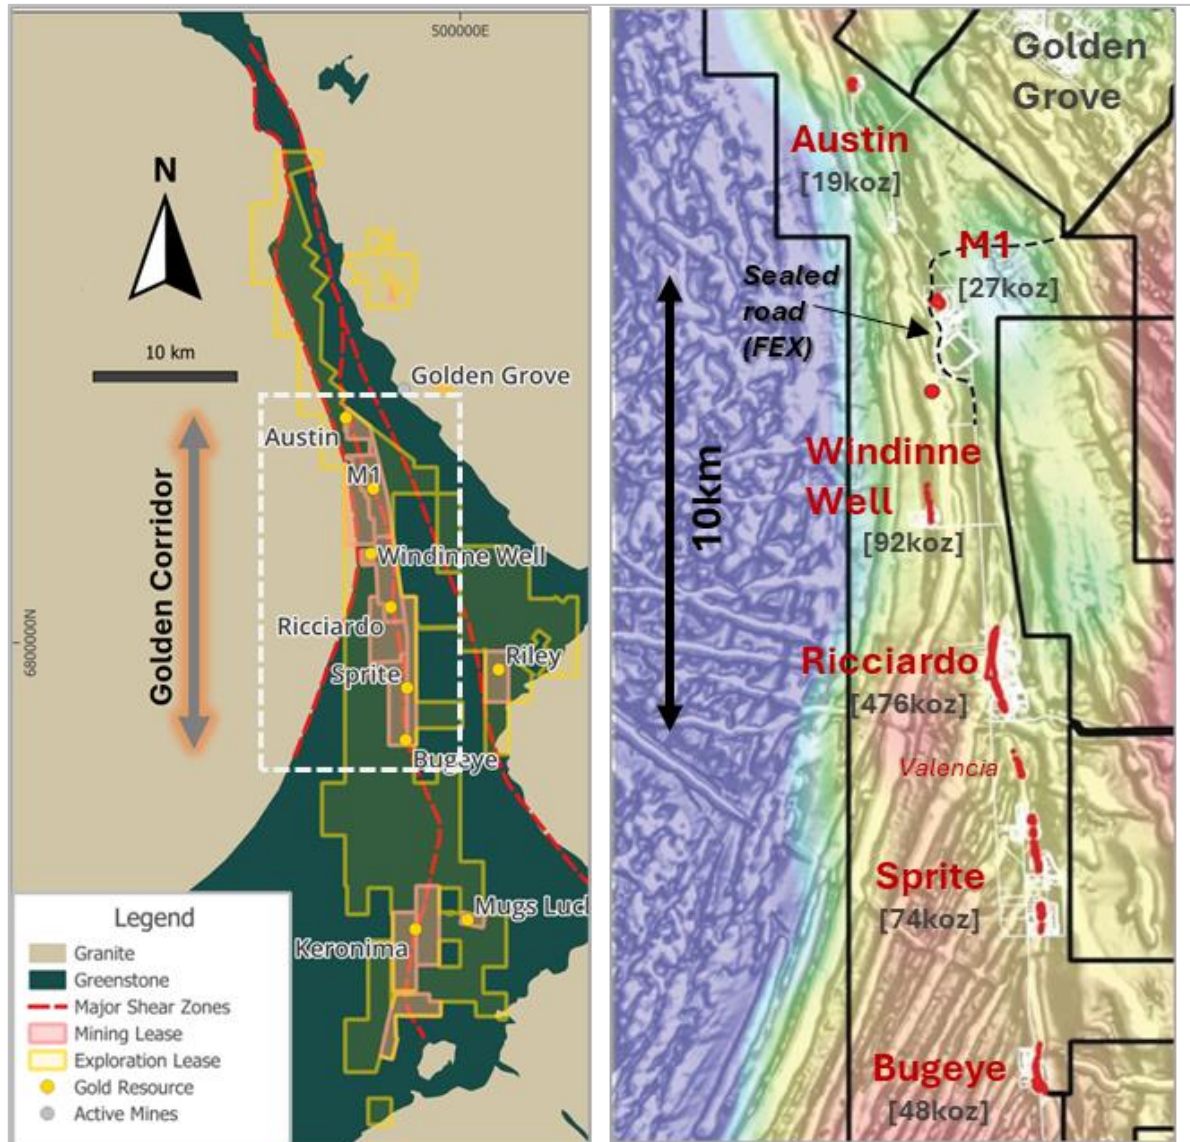 500000E
N
10 km
Golden Grove
Austin
M1
Windinne Well
Golden Corridor
Ricciardo
6800000N
Riley
Sprite
Bugeye
Mugs Luc
Keronima
Legend
Granite
Greenstone
Major Shear Zones
Mining Lease
Exploration Lease
Gold Resource
Active Mines
Golden
Grove
Austin
[19koz]
M1
[27koz]
Sealed
road
(FEX)
Windinne
Well
10km
[92koz]
Ricciardo
[476koz]
Valencia
Sprite
[74koz]
Bugeye
[48koz]